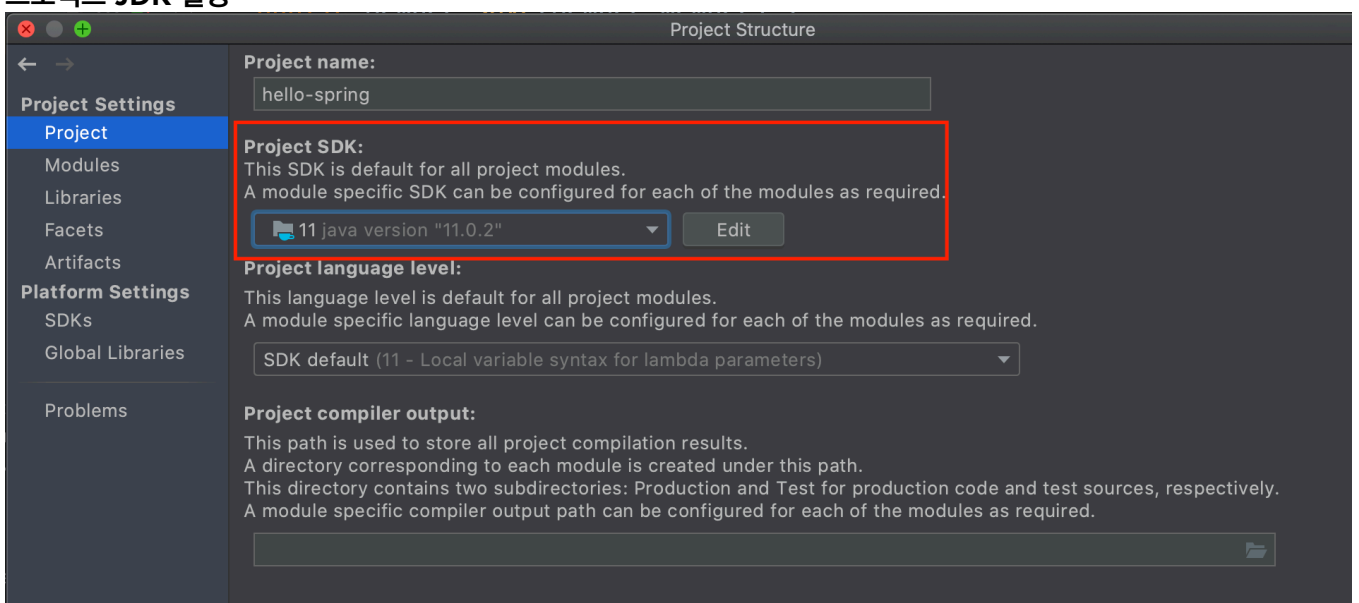 JDK
Project Structure
Project name:
hello-spring
Project Settings
Project
Modules
Libraries
Facets
Artifacts
Platform Settings
SDKs
Global Libraries
Problems
Project SDK:
This SDK is default for all project modules.
A module specific SDK can be configured for each of the modules as required.
11 java version "11.0.2"
Edit
Project language level:
This language level is default for all project modules.
A module specific language level can be configured for each of the modules as required.
SDK default (11 - Local variable syntax for lambda parameters)
Project compiler output:
This path is used to store all project compilation results.
A directory corresponding to each module is created under this path.
This directory contains two subdirectories: Production and Test for production code and test sources, respectively.
A module specific compiler output path can be configured for each of the modules as required.